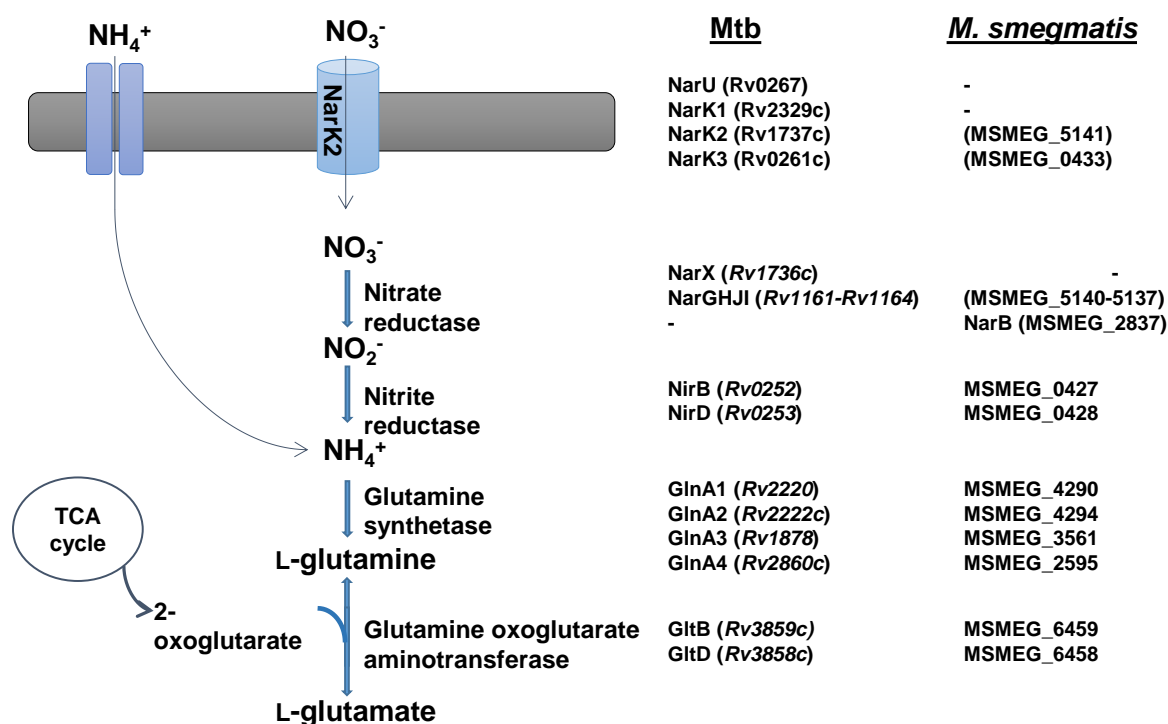 Mtb M. smegmatis
NH₄⁺ NO₃⁻
NarK2
NarU (Rv0267) -
NarK1 (Rv2329c) -
NarK2 (Rv1737c) (MSMEG_5141)
NarK3 (Rv0261c) (MSMEG_0433)
NO₃⁻
Nitrate
reductase
NarX (Rv1736c) -
NarGHJI (Rv1161-Rv1164) (MSMEG_5140-5137)
- NarB (MSMEG_2837)
NO₂⁻
Nitrite
reductase
NirB (Rv0252) MSMEG_0427
NirD (Rv0253) MSMEG_0428
NH₄⁺
Glutamine
synthetase
GlnA1 (Rv2220) MSMEG_4290
GlnA2 (Rv2222c) MSMEG_4294
GlnA3 (Rv1878) MSMEG_3561
GlnA4 (Rv2860c) MSMEG_2595
TCA
cycle
L-glutamine
2-
oxoglutarate
Glutamine oxoglutarate
aminotransferase
GltB (Rv3859c) MSMEG_6459
GltD (Rv3858c) MSMEG_6458
L-glutamate